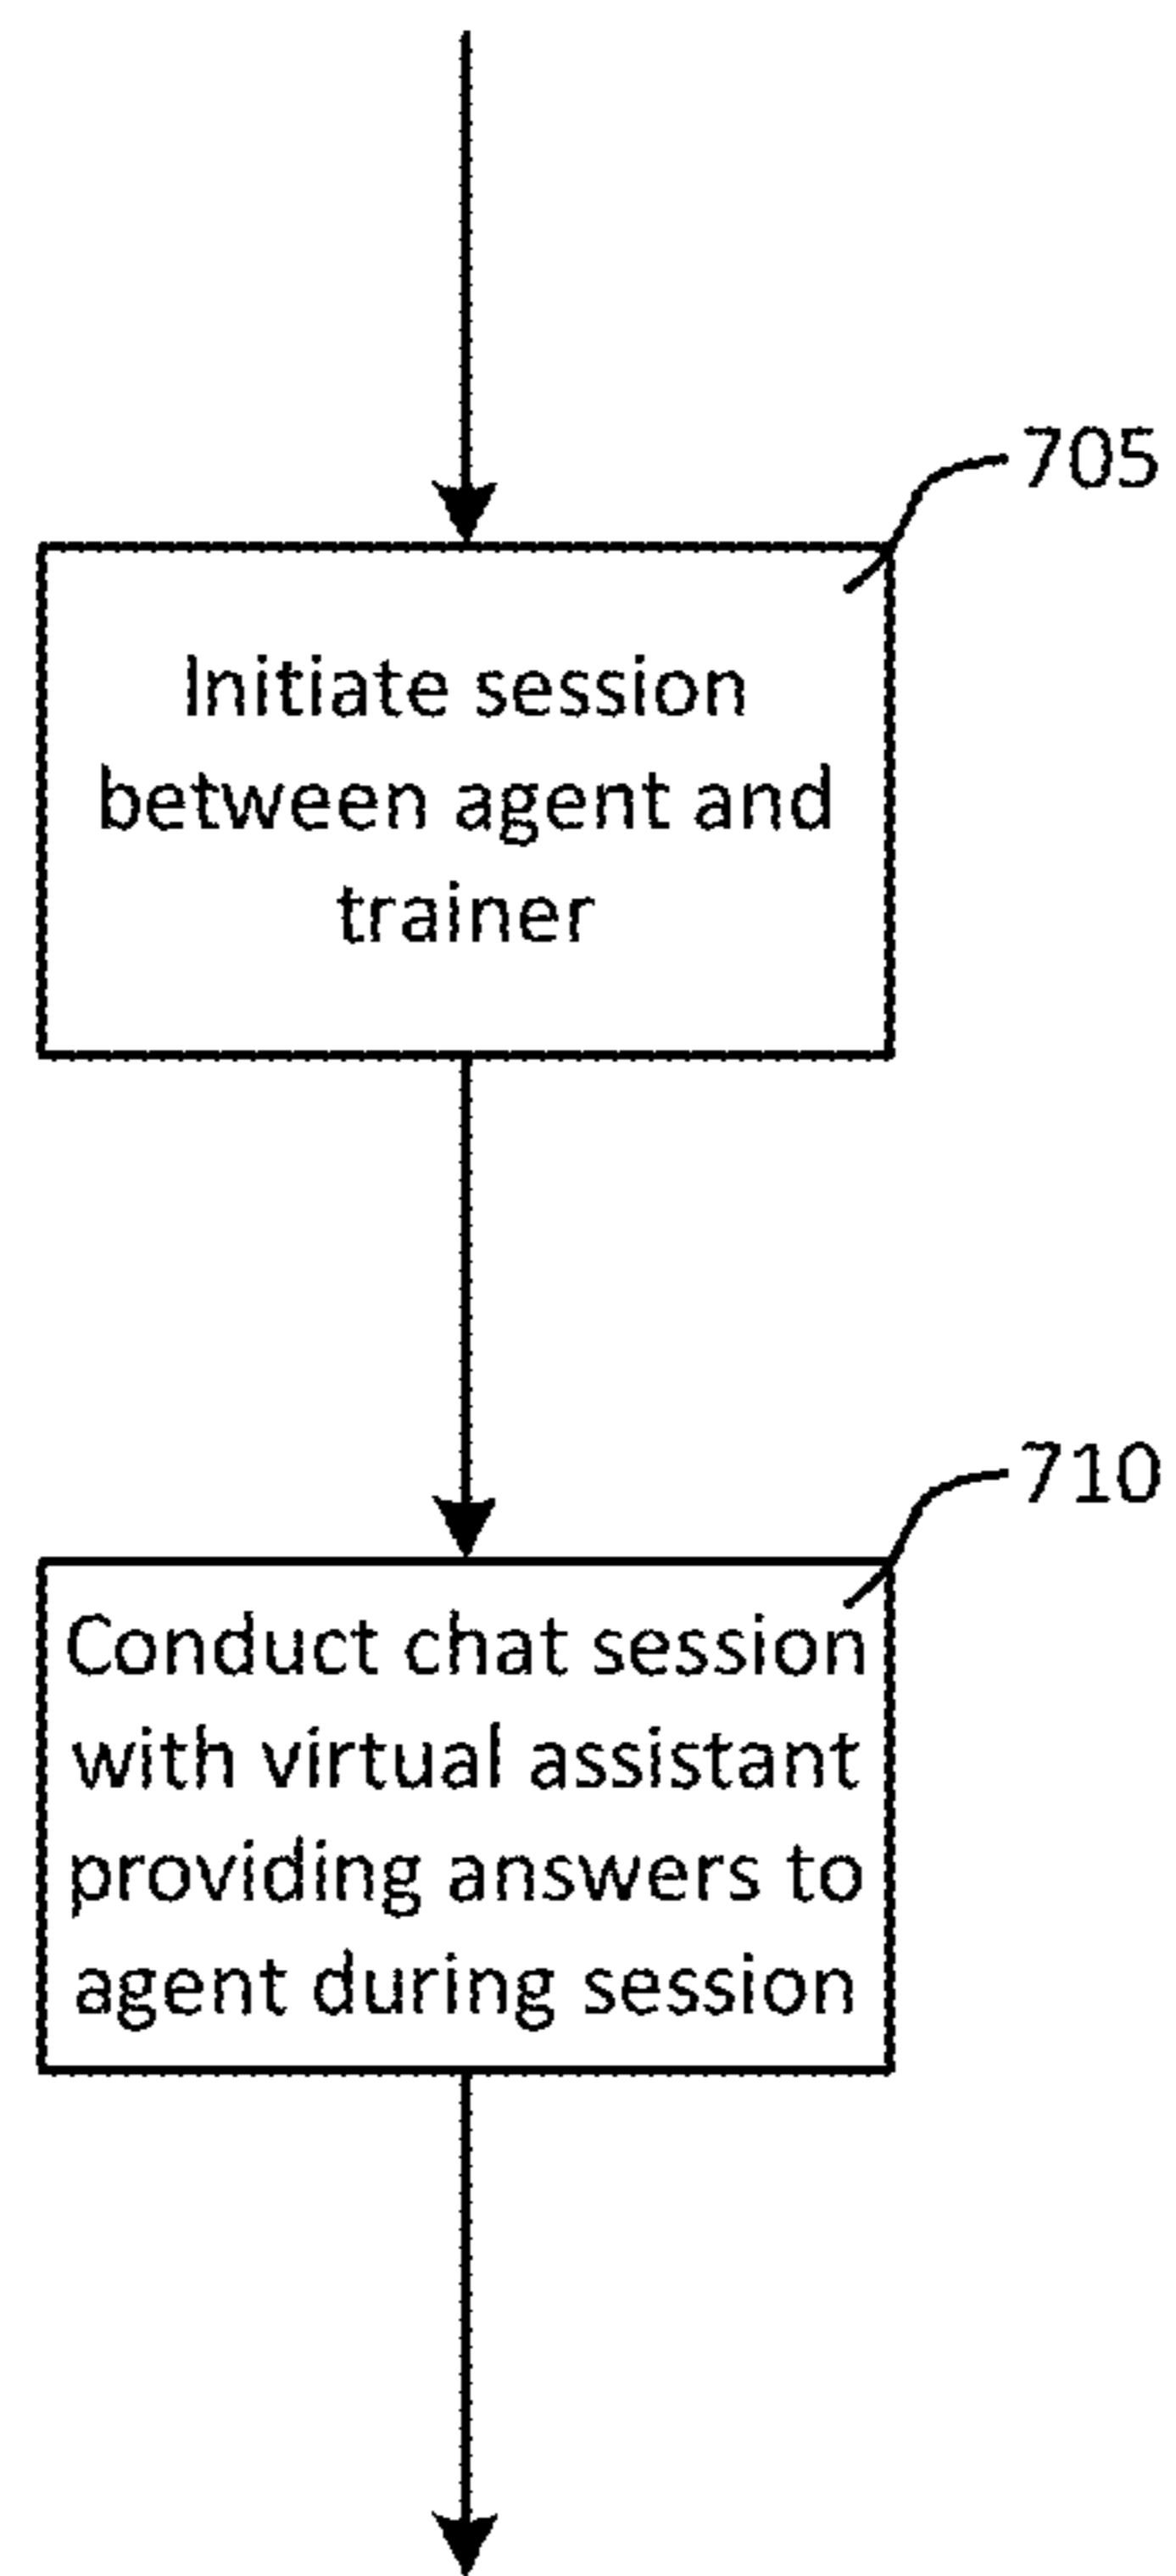 705
Initiate session
between agent and
trainer
710
Conduct chat session
with virtual assistant
providing answers to
agent during session